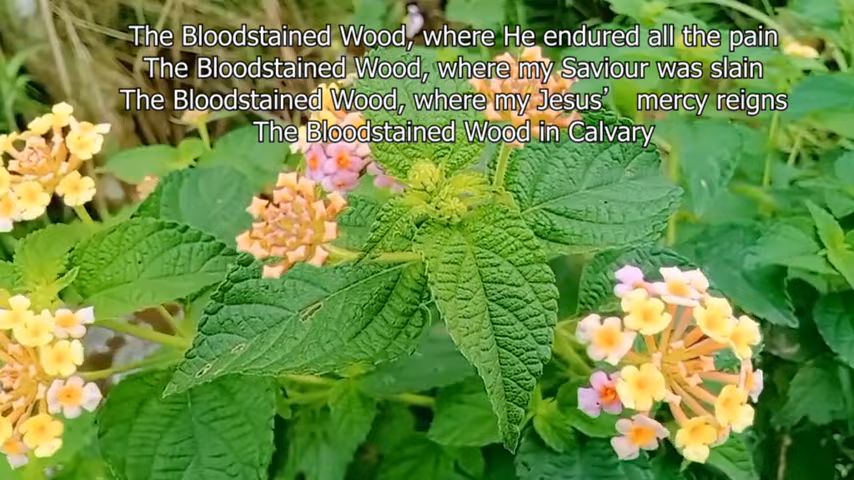 The Bloodstained Wood, where He endured all the pain
The Bloodstained Wood, where my Saviour was slain
The Bloodstained Wood, where my Jesus’ mercy reigns
The Bloodstained Wood in Calvary